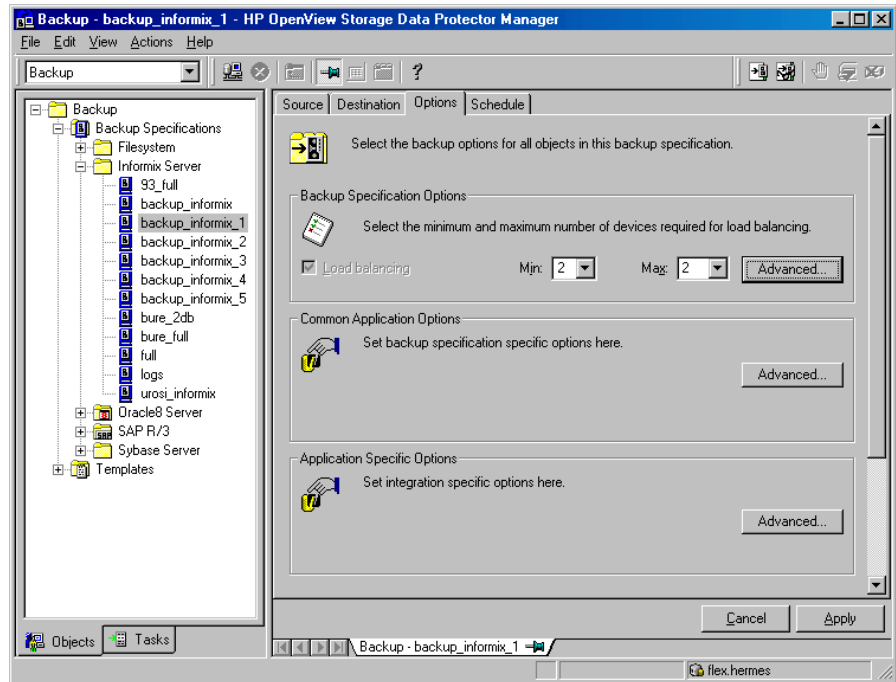 Backup - backup_informix_1 - HP OpenView Storage Data Protector Manager
File Edit View Actions Help
Backup
Backup
Backup Specifications
Filesystem
Informix Server
93_full
backup_informix
backup_informix_1
backup_informix_2
backup_informix_3
backup_informix_4
backup_informix_5
bure_2db
bure_full
full
logs
urosi_informix
Oracle8 Server
SAP R/3
Sybase Server
Templates
Objects Tasks
Source Destination Options Schedule
Select the backup options for all objects in this backup specification.
Backup Specification Options
Select the minimum and maximum number of devices required for load balancing.
Load balancing Min: 2 Max: 2 Advanced...
Common Application Options
Set backup specification specific options here.
Advanced...
Application Specific Options
Set integration specific options here.
Advanced...
Cancel Apply
Backup - backup_informix_1
flex.hermes